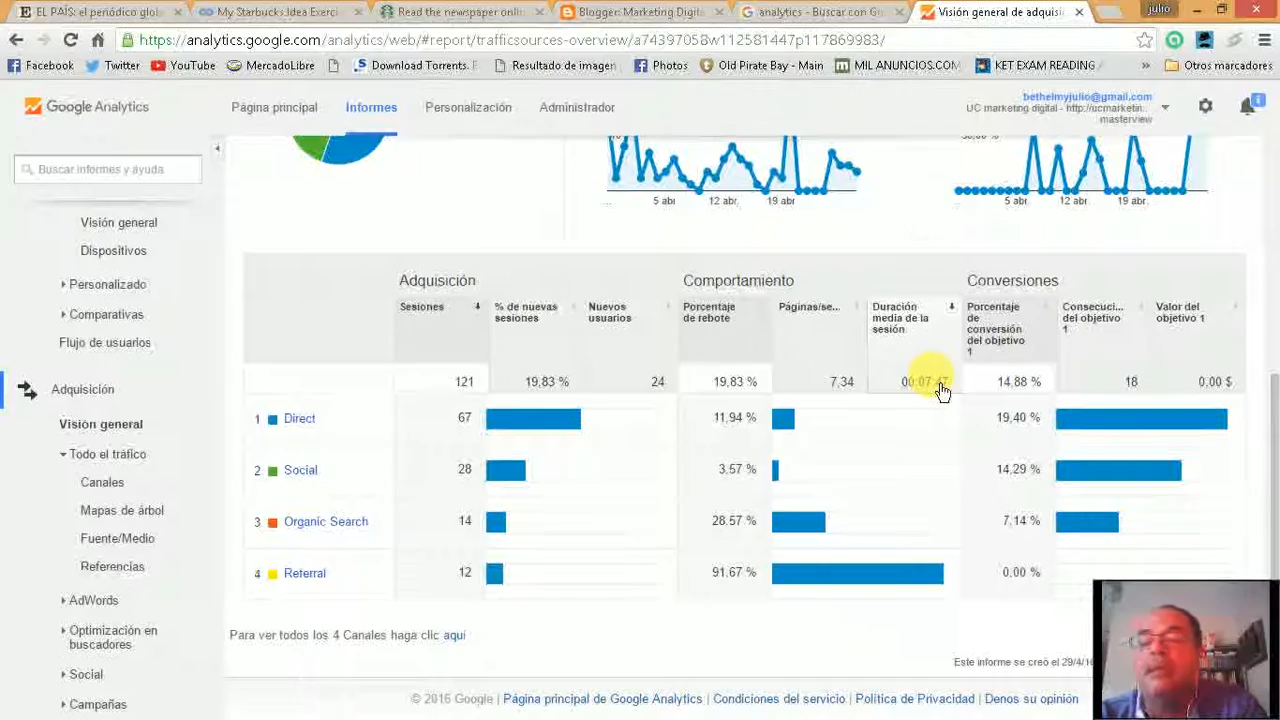 EL PAÍS: el periódico glob
My Starbucks Idea Exerci
Read the newspaper onlin
Blogger: Marketing Digita
analytics - Buscar con Go
Visión general de adquisi
julio
https://analytics.google.com/analytics/web/#report/trafficsources-overview/a74397058w112581447p117869983/
Facebook
Twitter
YouTube
MercadoLibre
Download Torrents.
Resultado de imagen
Photos
Old Pirate Bay - Main
MIL ANUNCIOS.COM
KET EXAM READING
»
Otros marcadores
Google Analytics
Página principal
Informes
Personalización
Administrador
bethelmyjulio@gmail.com
UC marketing digital - http://ucmarketin..
masterview
Buscar informes y ayuda
Visión general
Dispositivos
Personalizado
Comparativas
Flujo de usuarios
Adquisición
Visión general
Todo el tráfico
Canales
Mapas de árbol
Fuente/Medio
Referencias
AdWords
Optimización en
buscadores
Social
Campañas
5 abr
12 abr
19 abr
5 abr
12 abr
19 abr
Adquisición
Comportamiento
Conversiones
Sesiones
% de nuevas
sesiones
Nuevos
usuarios
Porcentaje
de rebote
Páginas/se...
Duración
media de la
sesión
Porcentaje
de
conversión
del objetivo
1
Consecuci...
del objetivo
1
Valor del
objetivo 1
121
19,83 %
24
19,83 %
7,34
00:07:47
14,88 %
18
0,00 $
1 Direct
67
11,94 %
19,40 %
2 Social
28
3,57 %
14,29 %
3 Organic Search
14
28,57 %
7,14 %
4 Referral
12
91,67 %
0,00 %
Para ver todos los 4 Canales haga clic aquí
Este informe se creó el 29/4/1
© 2016 Google | Página principal de Google Analytics | Condiciones del servicio | Política de Privacidad | Denos su opinión